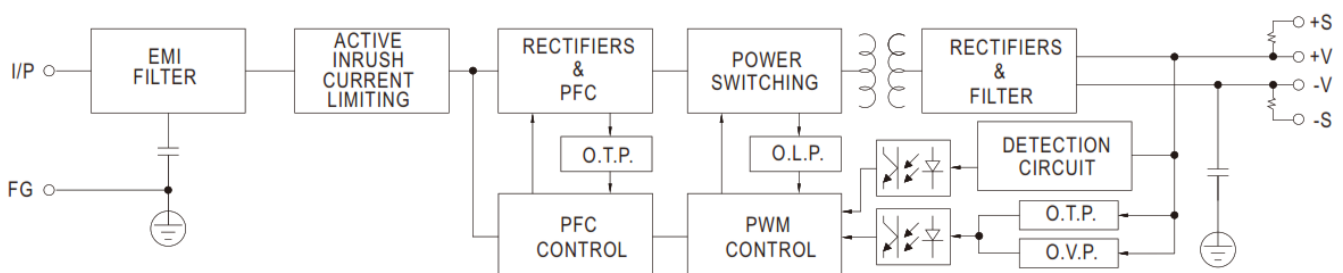 I/P
EMI
FILTER
ACTIVE
INRUSH
CURRENT
LIMITING
RECTIFIERS
&
PFC
POWER
SWITCHING
RECTIFIERS
&
FILTER
+S
+V
-V
-S
O.T.P.
O.L.P.
DETECTION
CIRCUIT
FG
PFC
CONTROL
PWM
CONTROL
O.T.P.
O.V.P.